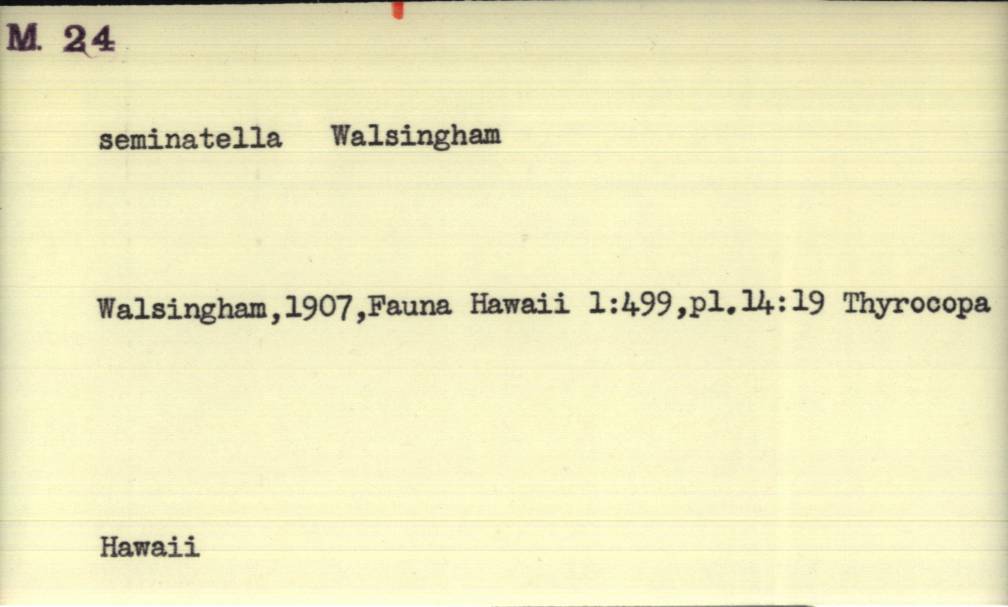 M. 24
seminatella Walsingham
Walsingham,1907,Fauna Hawaii 1:499,pl.14:19 Thyrocopa
Hawaii